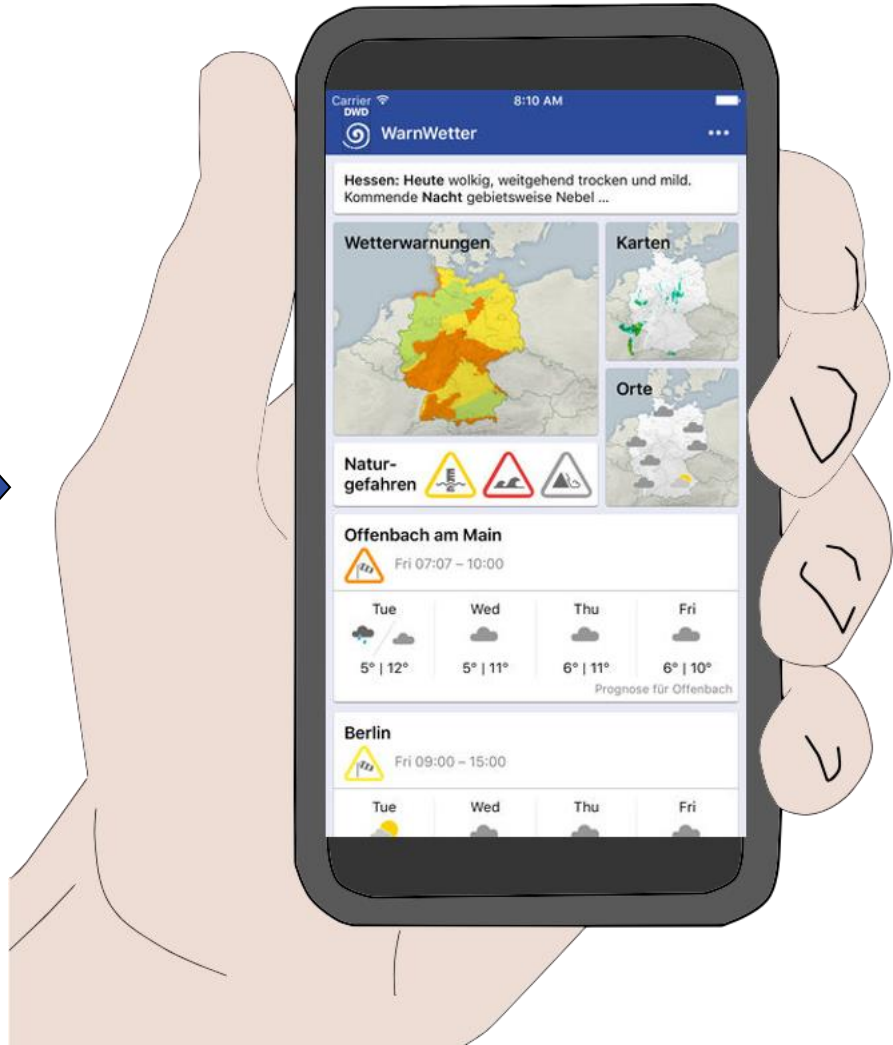 Carrier 8:10 AM
DWD
WarnWetter
Hessen: Heute wolkig, weitgehend trocken und mild.
Kommende Nacht gebietsweise Nebel ...
Wetterwarnungen
Karten
Orte
Natur-
gefahren
Offenbach am Main
Fri 07:07 – 10:00
Tue Wed Thu Fri
5° | 12° 5° | 11° 6° | 11° 6° | 10°
Prognose für Offenbach
Berlin
Fri 09:00 – 15:00
Tue Wed Thu Fri